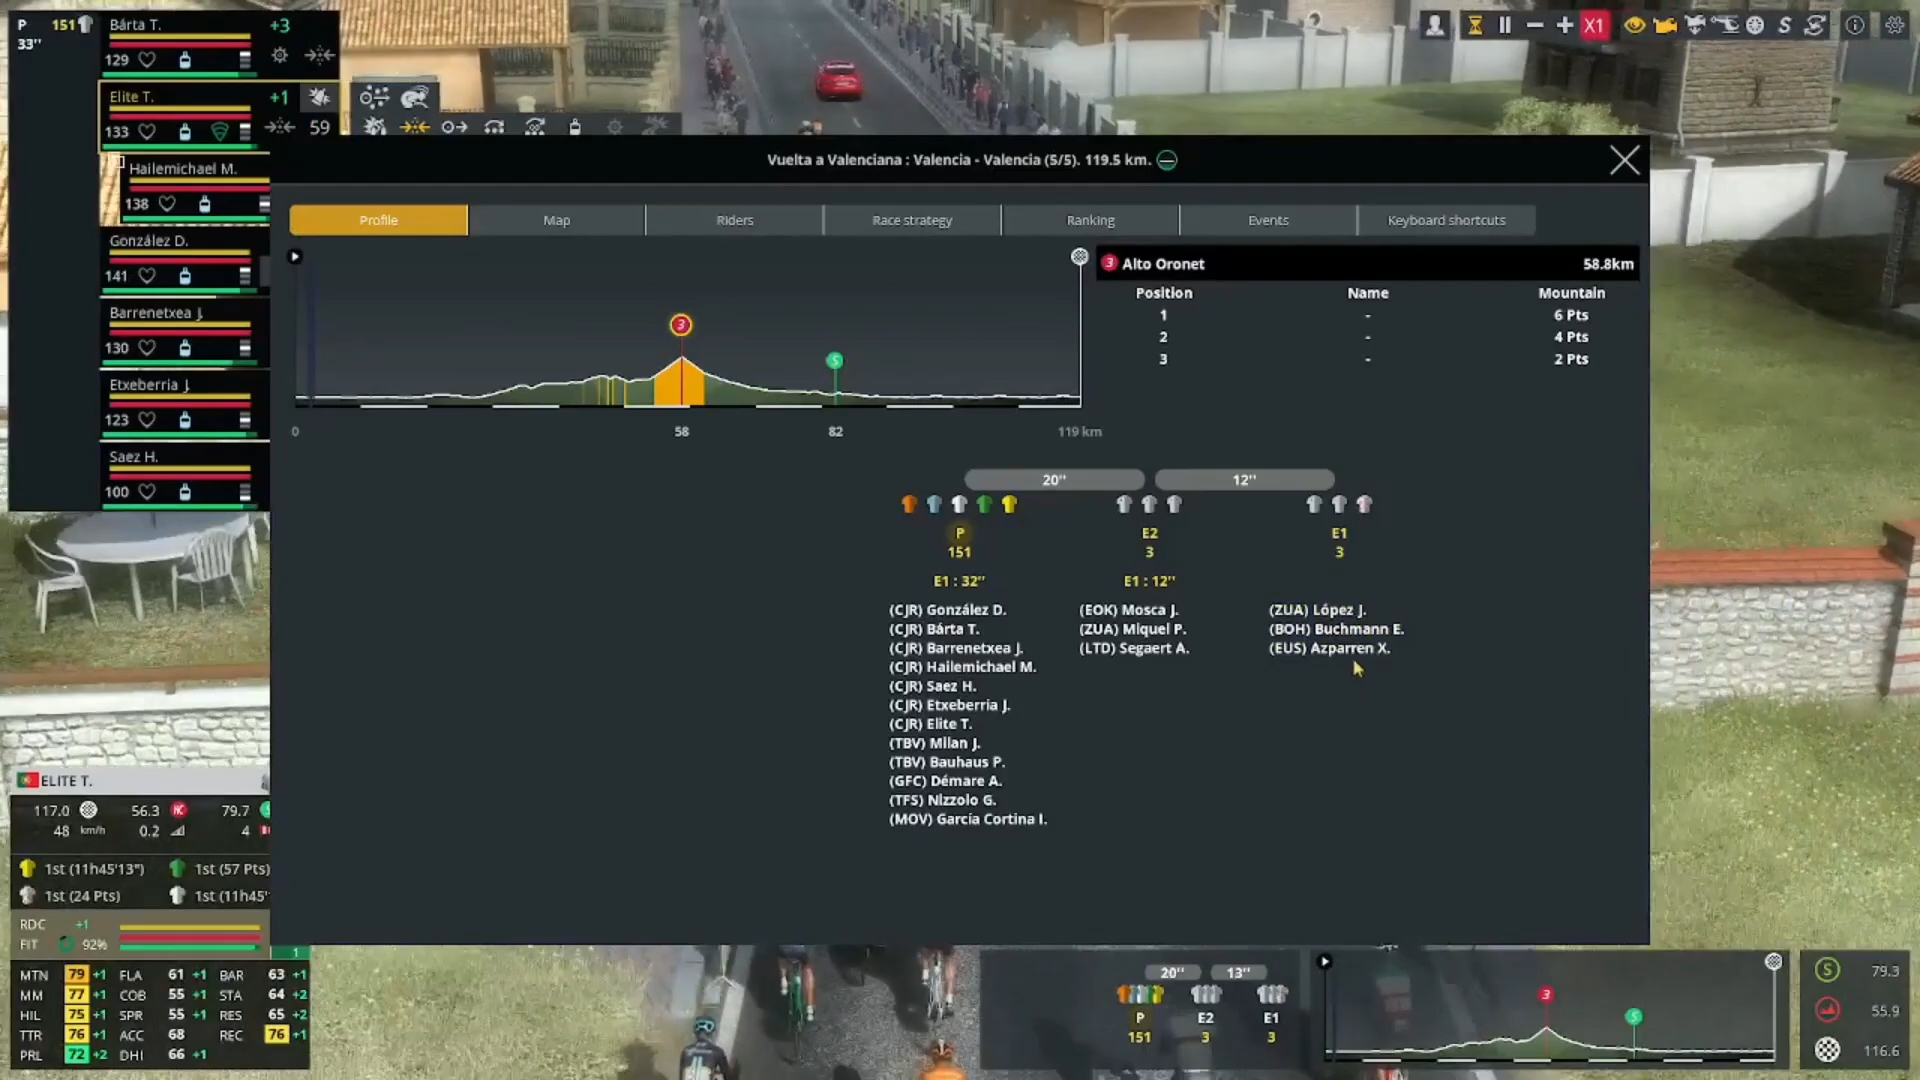 P 151
33''
Bárta T. +3
129
Elite T. +1
133 59
Hailemichael M.
138
González D.
141
Barrenetxea J.
130
Etxeberria J.
123
Saez H.
100
X1
Vuelta a Valenciana : Valencia - Valencia (5/5). 119.5 km.
Profile Map Riders Race strategy Ranking Events Keyboard shortcuts
3 Alto Oronet 58.8km
Position Name Mountain
1 - 6 Pts
2 - 4 Pts
3 - 2 Pts
3
S
0 58 82 119 km
20'' 12''
P E2 E1
151 3 3
E1 : 32'' E1 : 12''
(CJR) González D.
(CJR) Bárta T.
(CJR) Barrenetxea J.
(CJR) Hailemichael M.
(CJR) Saez H.
(CJR) Etxeberria J.
(CJR) Elite T.
(TBV) Milan J.
(TBV) Bauhaus P.
(GFC) Démare A.
(TFS) Nizzolo G.
(MOV) García Cortina I.
(EOK) Mosca J.
(ZUA) Miquel P.
(LTD) Segaert A.
(ZUA) López J.
(BOH) Buchmann E.
(EUS) Azparren X.
ELITE T.
117.0 56.3 HC 79.7
48 km/h 0.2 4
1st (11h45'13'') 1st (57 Pts)
1st (24 Pts) 1st (11h45'
RDC +1
FIT 92%
1
MTN 79 +1 FLA 61 +1 BAR 63 +1
MM 77 +1 COB 55 +1 STA 64 +2
HIL 75 +1 SPR 55 +1 RES 65 +2
TTR 76 +1 ACC 68 REC 76 +1
PRL 72 +2 DHI 66 +1
20'' 13''
P E2 E1
151 3 3
3
S
S 79.3
55.9
116.6